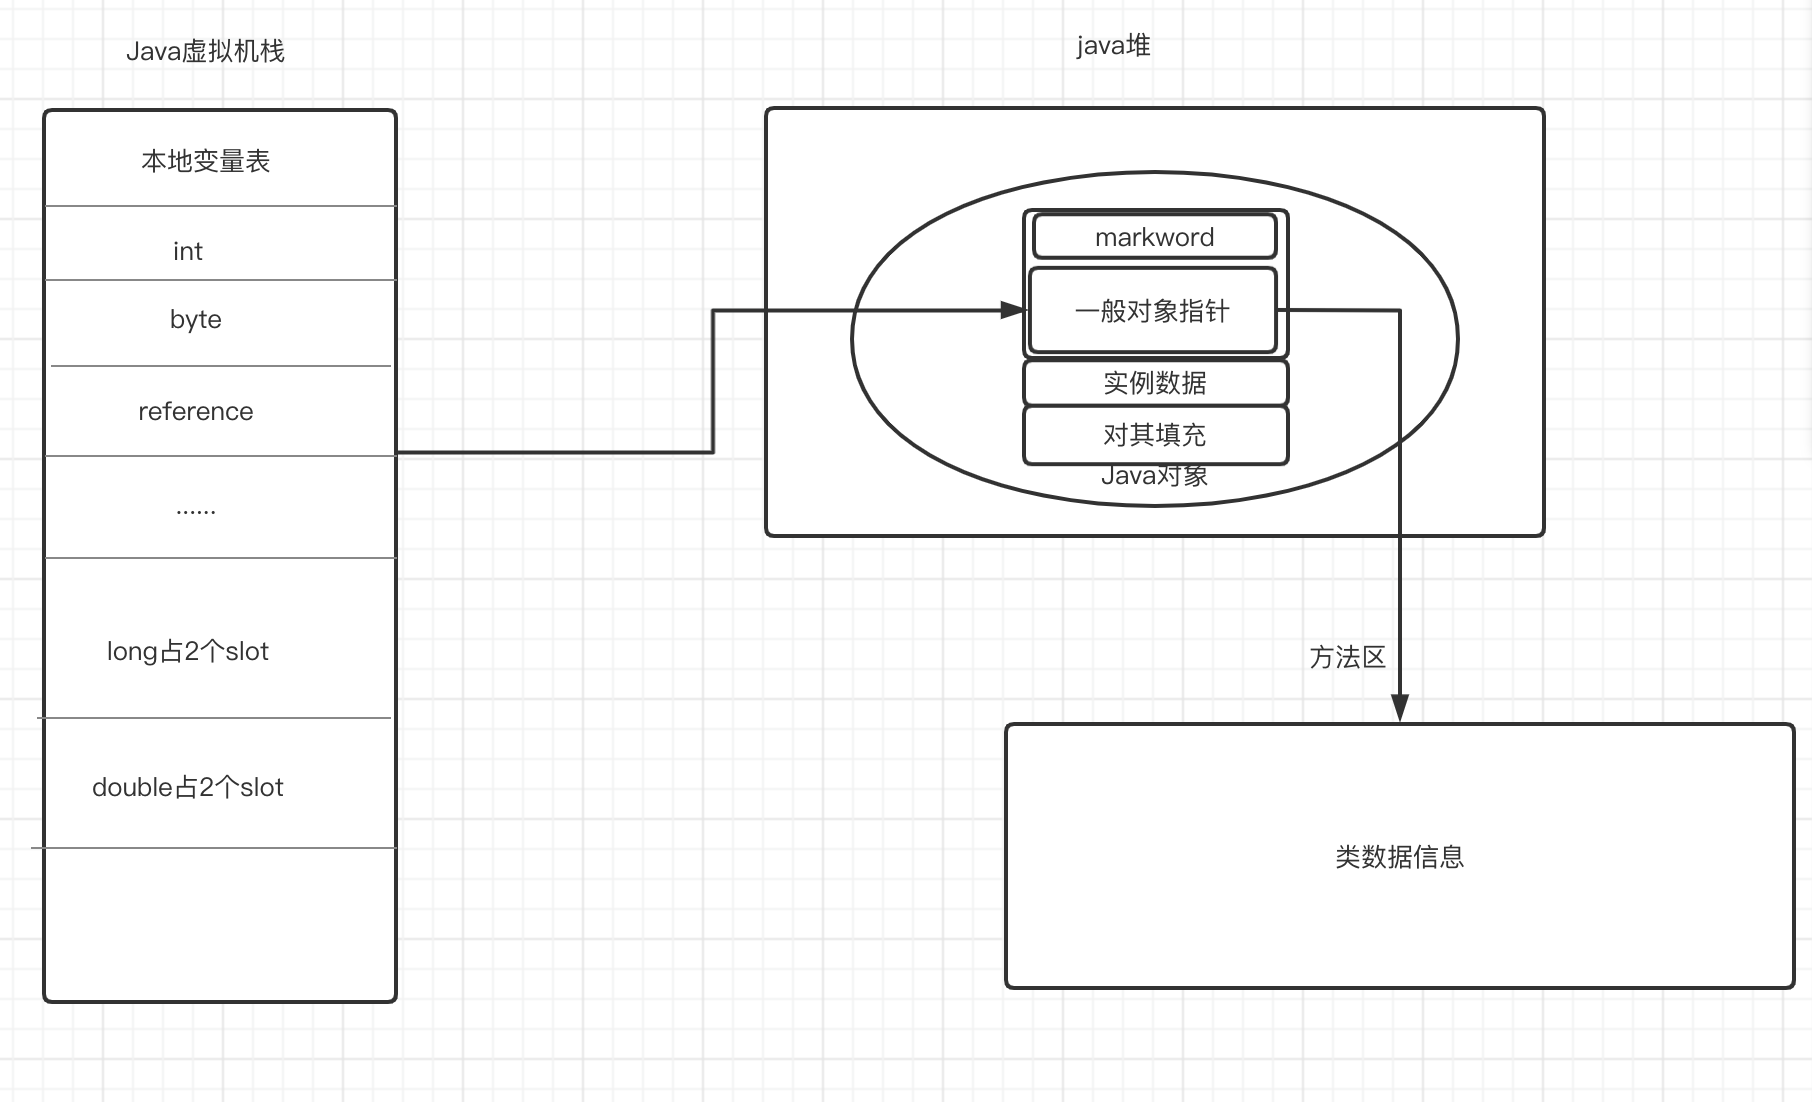 Java虚拟机栈
本地变量表
int
byte
reference
......
long占2个slot
double占2个slot
java堆
markword
一般对象指针
实例数据
对其填充
Java对象
方法区
类数据信息